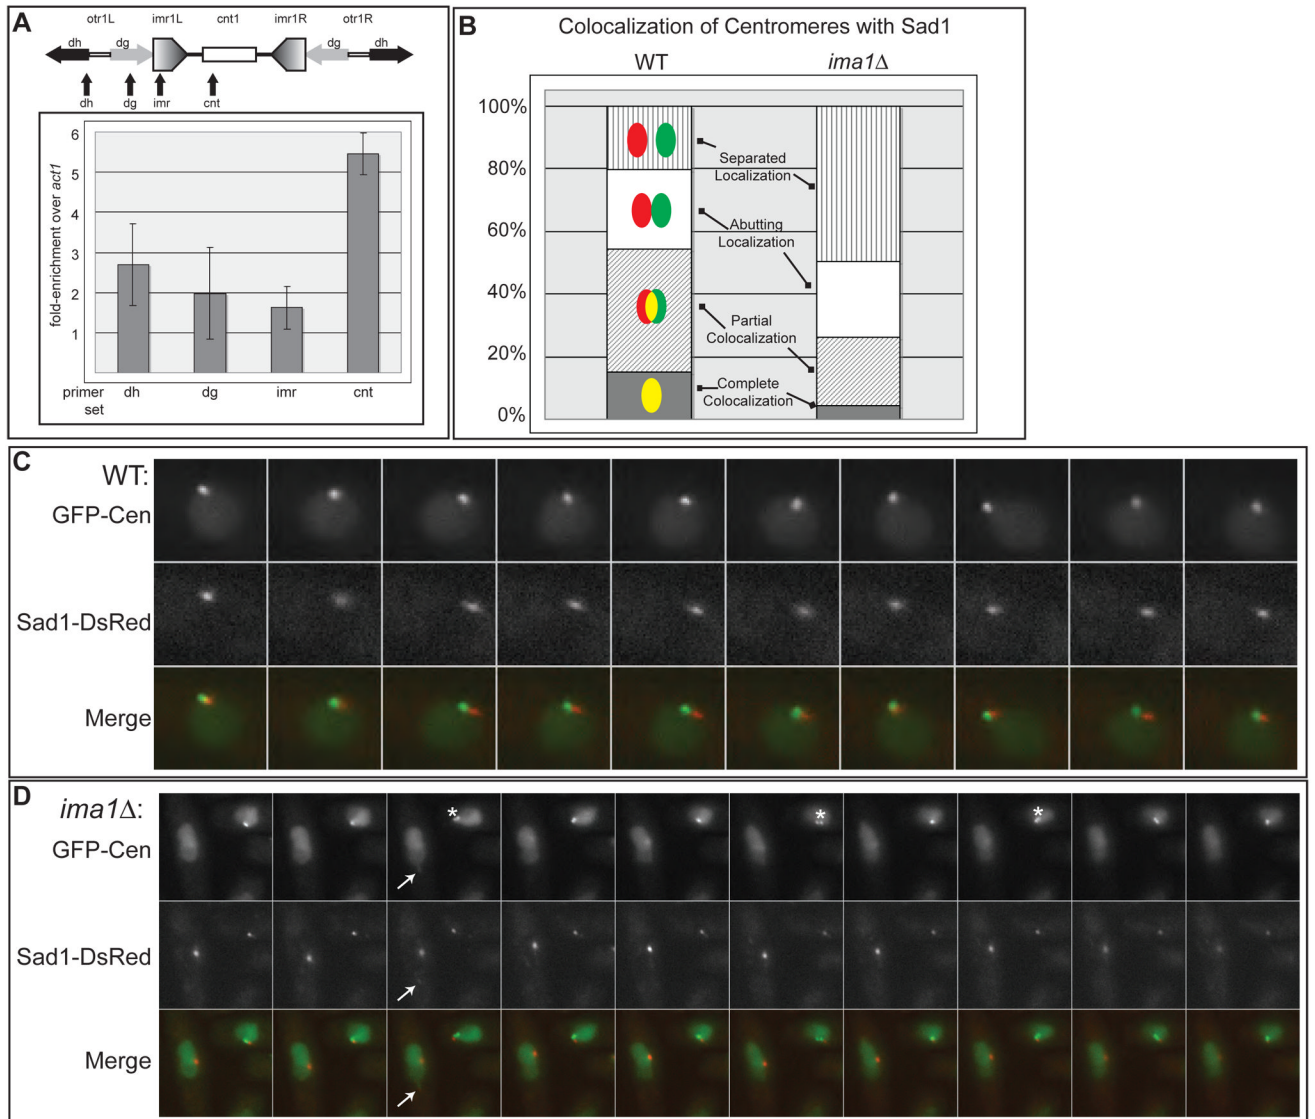 A
otr1L imr1L cnt1 imr1R otr1R
dh dg dg dh
dh dg imr cnt
fold-enrichment over act1
6
5
4
3
2
1
primer set
dh dg imr cnt
B
Colocalization of Centromeres with Sad1
WT ima1Δ
100%
80%
60%
40%
20%
0%
Separated
Localization
Abutting
Localization
Partial
Colocalization
Complete
Colocalization
C
WT:
GFP-Cen
Sad1-DsRed
Merge
D
ima1Δ:
GFP-Cen
* * *
Sad1-DsRed
Merge